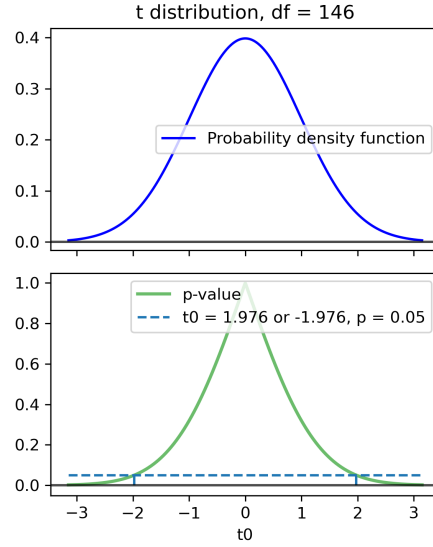 t distribution, df = 146
0.4
0.3
0.2
0.1
0.0
Probability density function
1.0
0.8
0.6
0.4
0.2
0.0
p-value
t0 = 1.976 or -1.976, p = 0.05
−3 −2 −1 0 1 2 3
t0